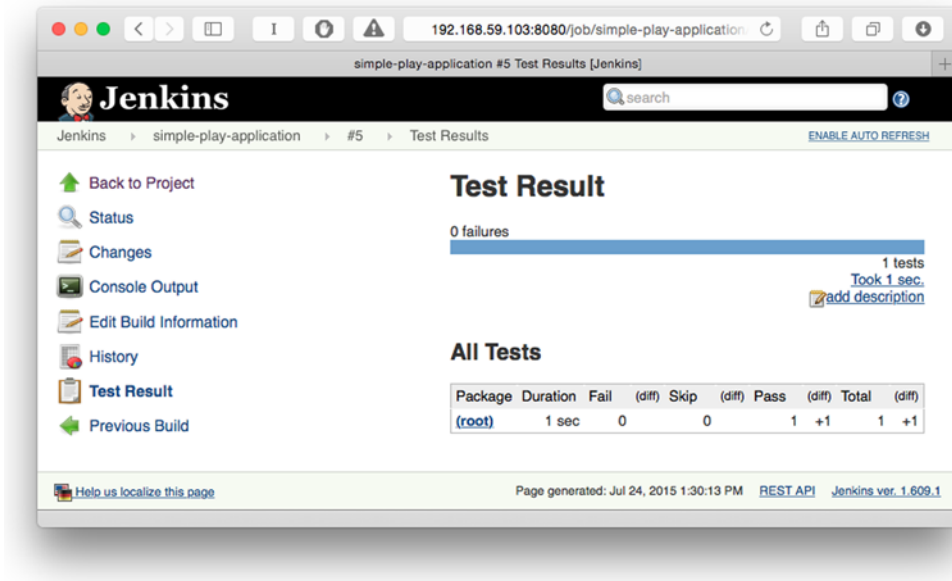 192.168.59.103:8080/job/simple-play-application
simple-play-application #5 Test Results [Jenkins]
Jenkins
search
Jenkins simple-play-application #5 Test Results
ENABLE AUTO REFRESH
Back to Project
Status
Changes
Console Output
Edit Build Information
History
Test Result
Previous Build
Test Result
0 failures
1 tests
Took 1 sec.
add description
All Tests
Package Duration Fail (diff) Skip (diff) Pass (diff) Total (diff)
(root) 1 sec 0 0 1 +1 1 +1
Help us localize this page
Page generated: Jul 24, 2015 1:30:13 PM REST API Jenkins ver. 1.609.1